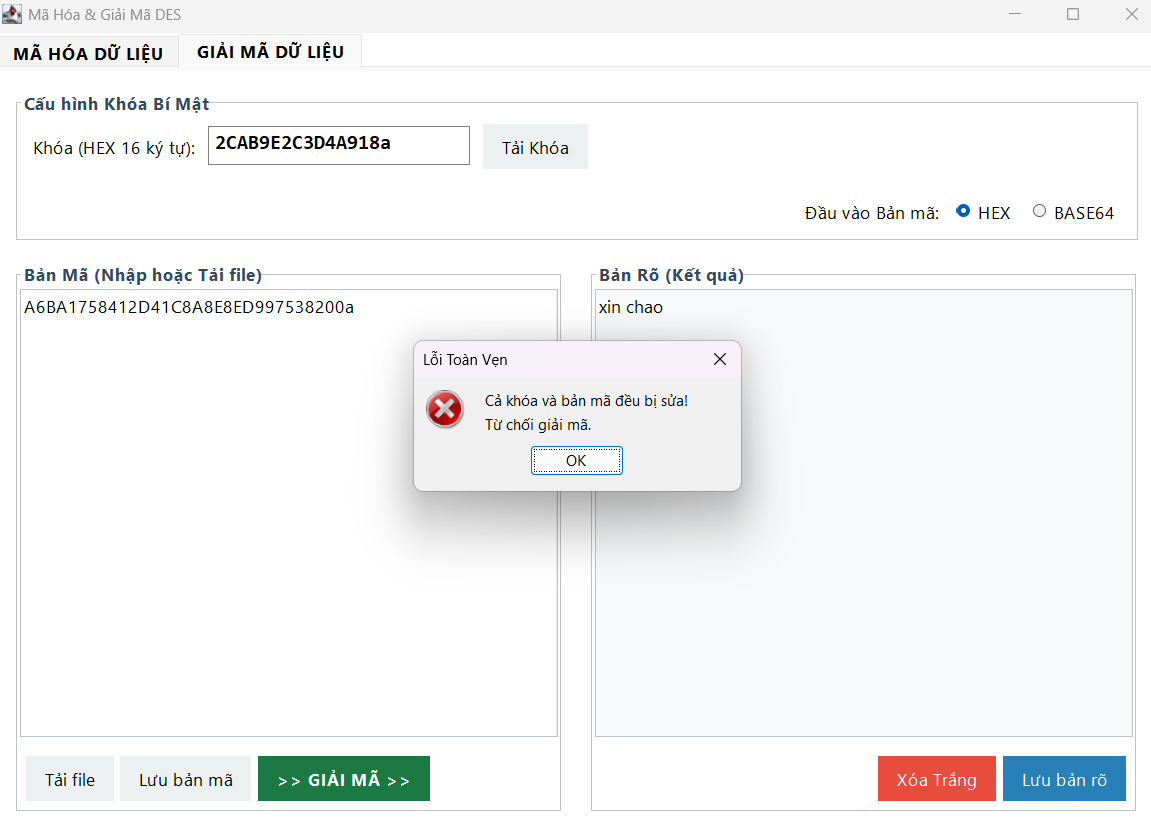 Mã Hóa & Giải Mã DES
MÃ HÓA DỮ LIỆU
GIẢI MÃ DỮ LIỆU
Cấu hình Khóa Bí Mật
Khóa (HEX 16 ký tự):
2CAB9E2C3D4A918a
Tải Khóa
Đầu vào Bản mã:
HEX
BASE64
Bản Mã (Nhập hoặc Tải file)
A6BA1758412D41C8A8E8ED997538200a
Bản Rõ (Kết quả)
xin chao
Lỗi Toàn Vẹn
Cả khóa và bản mã đều bị sửa!
Từ chối giải mã.
OK
Tải file
Lưu bản mã
>> GIẢI MÃ >>
Xóa Trắng
Lưu bản rõ